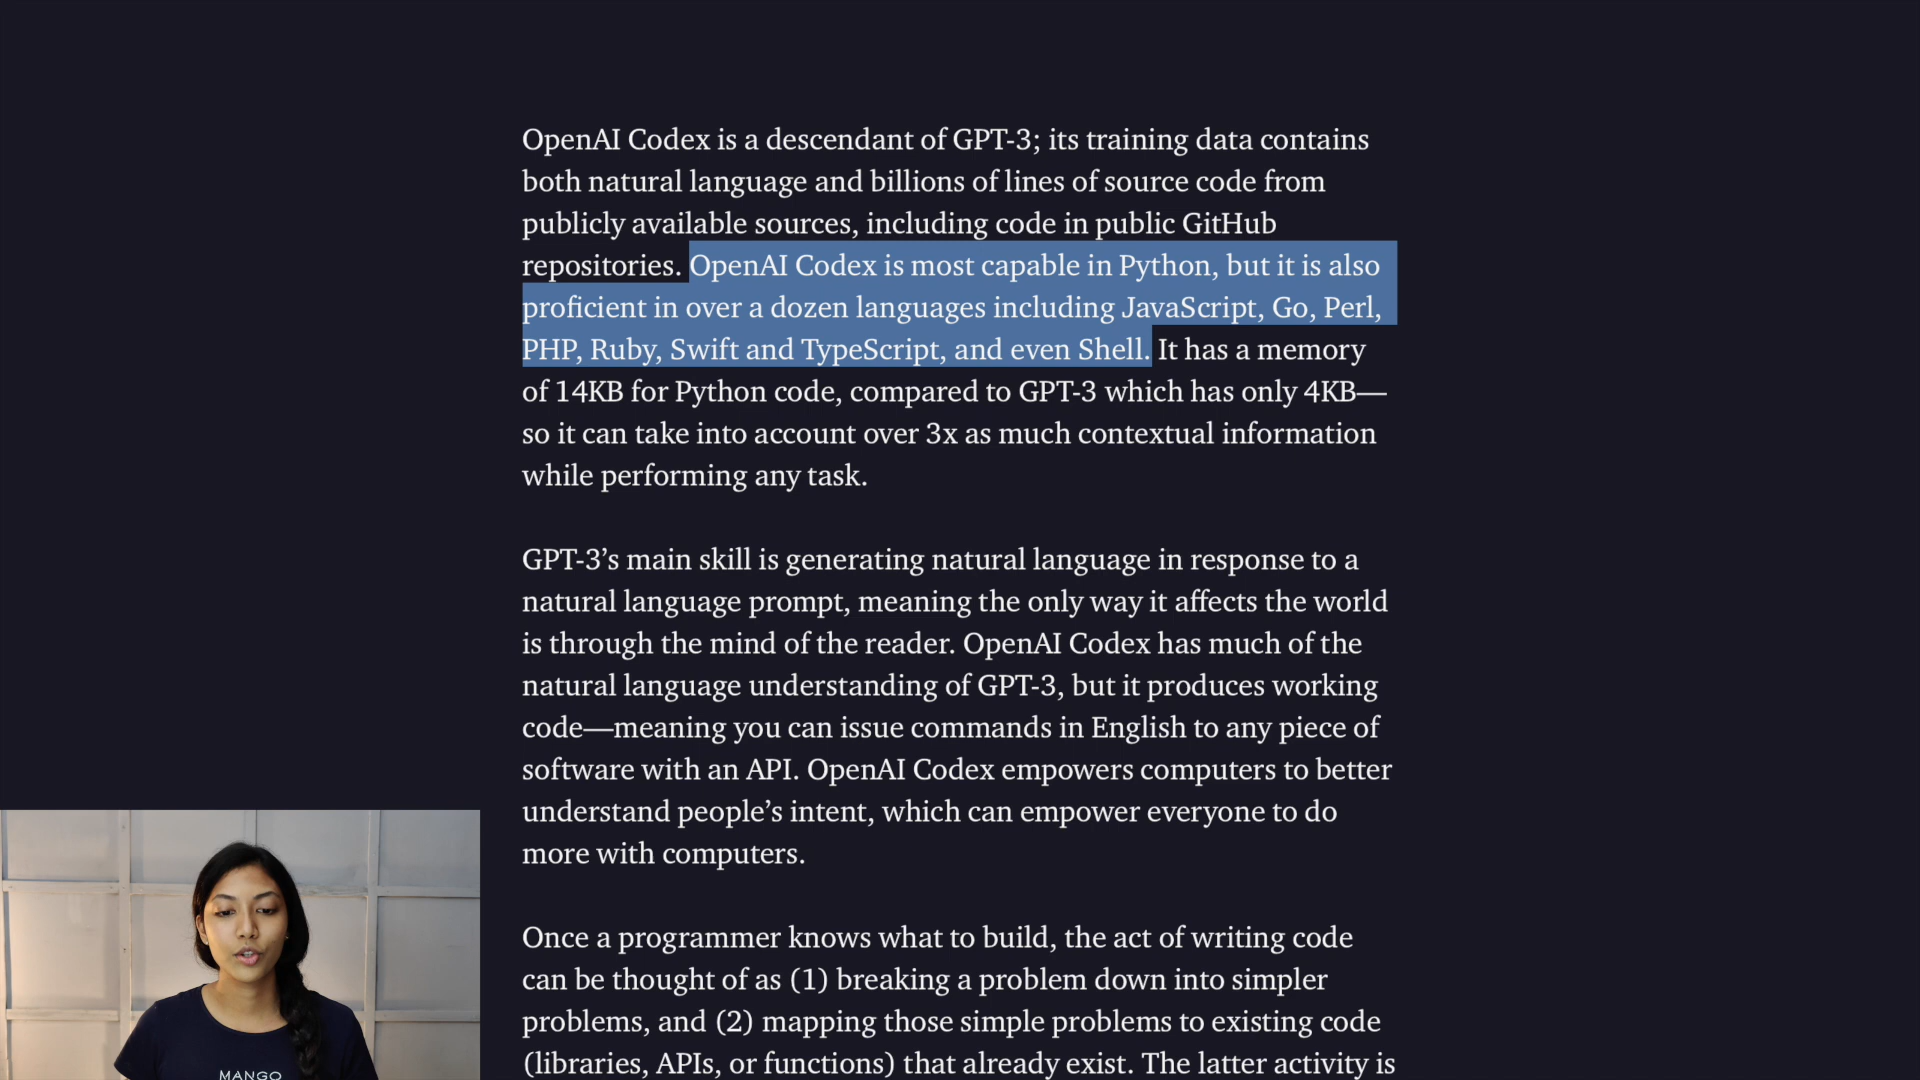 OpenAI Codex is a descendant of GPT-3; its training data contains
both natural language and billions of lines of source code from
publicly available sources, including code in public GitHub
repositories. OpenAI Codex is most capable in Python, but it is also
proficient in over a dozen languages including JavaScript, Go, Perl,
PHP, Ruby, Swift and TypeScript, and even Shell. It has a memory
of 14KB for Python code, compared to GPT-3 which has only 4KB—
so it can take into account over 3x as much contextual information
while performing any task.
GPT-3’s main skill is generating natural language in response to a
natural language prompt, meaning the only way it affects the world
is through the mind of the reader. OpenAI Codex has much of the
natural language understanding of GPT-3, but it produces working
code—meaning you can issue commands in English to any piece of
software with an API. OpenAI Codex empowers computers to better
understand people’s intent, which can empower everyone to do
more with computers.
Once a programmer knows what to build, the act of writing code
can be thought of as (1) breaking a problem down into simpler
problems, and (2) mapping those simple problems to existing code
(libraries, APIs, or functions) that already exist. The latter activity is
MANGO